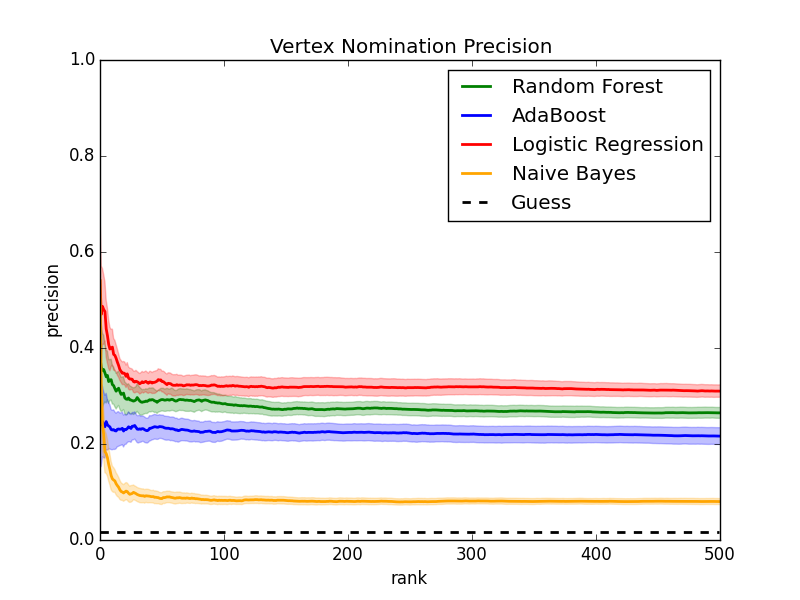 Vertex Nomination Precision
1.0
0.8
0.6
0.4
0.2
0.0
precision
Random Forest
AdaBoost
Logistic Regression
Naive Bayes
Guess
0 100 200 300 400 500
rank